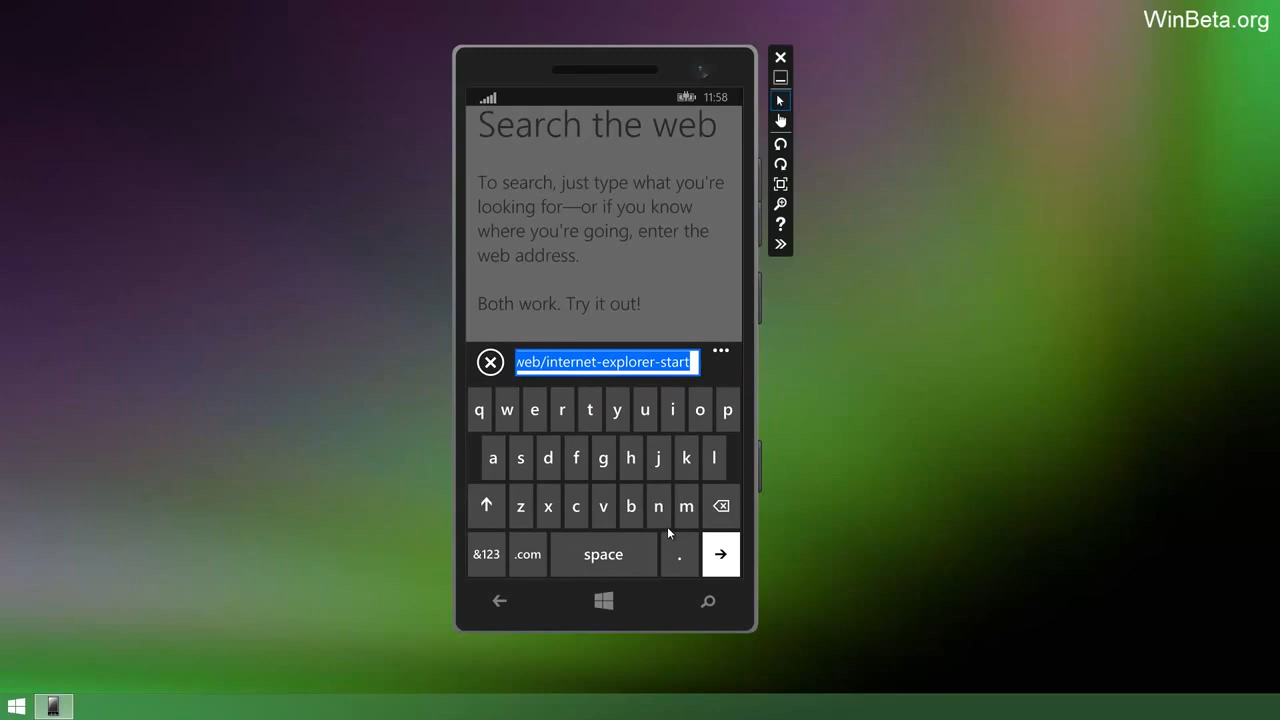 WinBeta.org
11:58
Search the web
To search, just type what you're
looking for—or if you know
where you're going, enter the
web address.
Both work. Try it out!
web/internet-explorer-start
q w e r t y u i o p
a s d f g h j k l
z x c v b n m
&123 .com space .
?